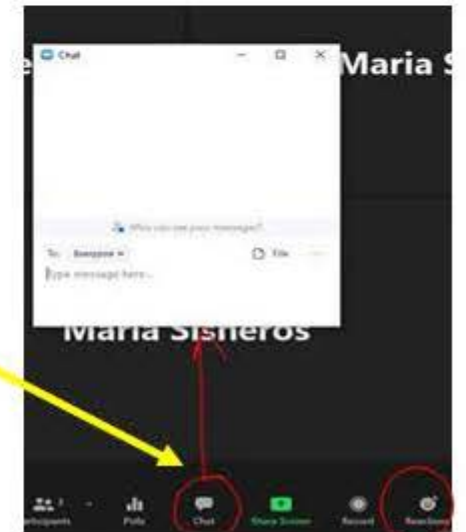 Chat
Maria S
Who can see your messages?
To: Everyone
File
Type message here...
Maria Sisneros
articipants
Polls
Chat
Share Screen
Record
Reactions